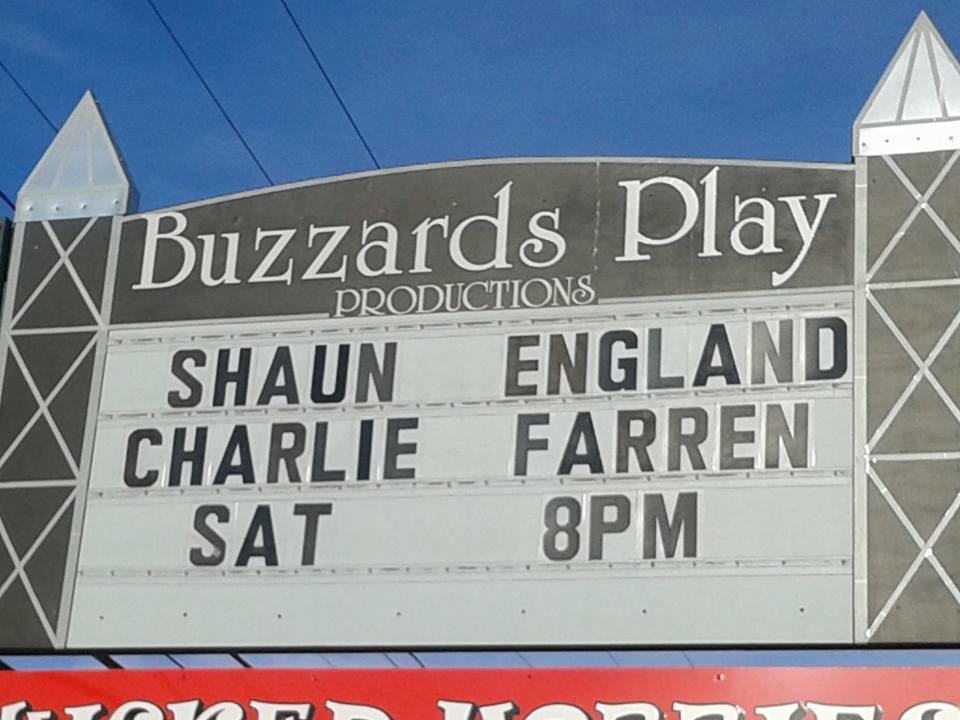 Buzzards Play
PRODUCTIONS
SHAUN ENGLAND
CHARLIE FARREN
SAT 8PM